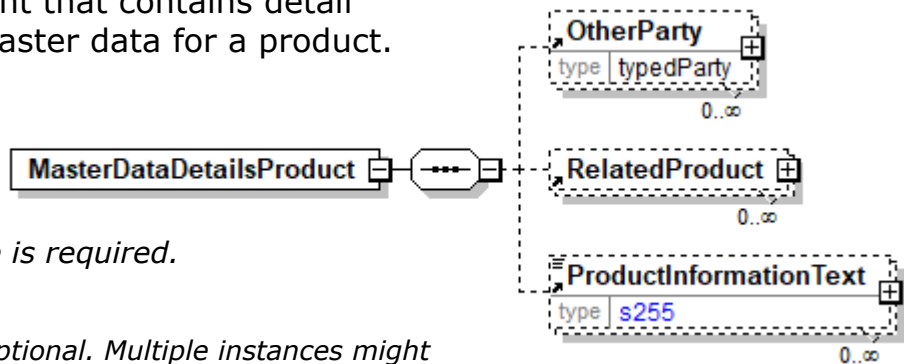 nt that contains detail
aster data for a product.
OtherParty
type typedParty
0..∞
MasterDataDetailsProduct
RelatedProduct
0..∞
is required.
ProductInformationText
type s255
0..∞
ptional. Multiple instances might